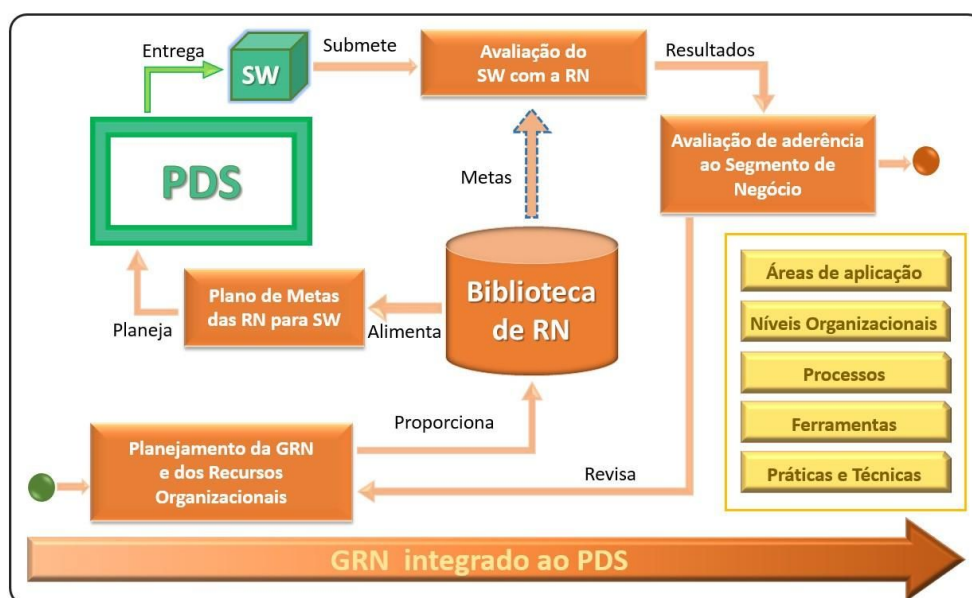 Entrega
SW
Submete
Avaliação do
SW com a RN
Resultados
PDS
Metas
Avaliação de aderência
ao Segmento de
Negócio
Planeja
Plano de Metas
das RN para SW
Alimenta
Biblioteca
de RN
Áreas de aplicação
Níveis Organizacionais
Processos
Ferramentas
Práticas e Técnicas
Planejamento da GRN
e dos Recursos
Organizacionais
Proporciona
Revisa
GRN integrado ao PDS